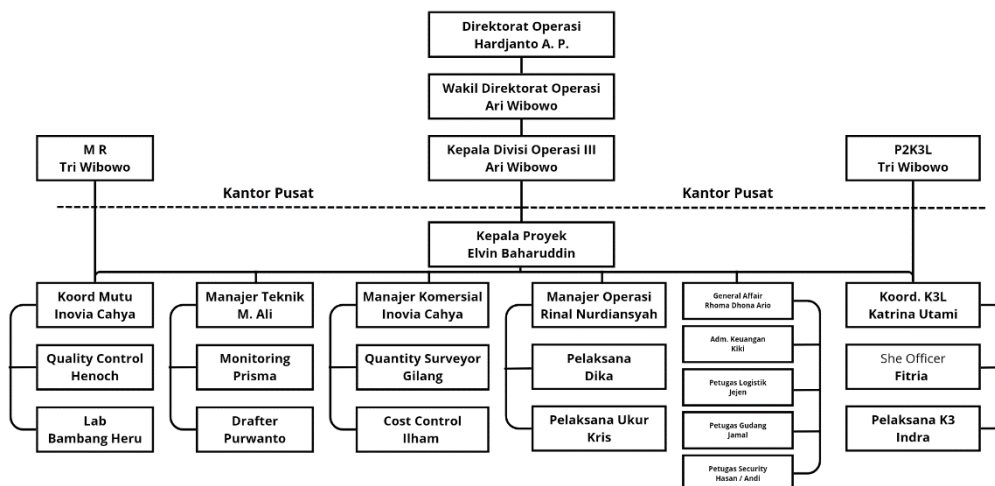 Direktorat Operasi
Hardjanto A. P.
Wakil Direktorat Operasi
Ari Wibowo
M R
Tri Wibowo
Kepala Divisi Operasi III
Ari Wibowo
P2K3L
Tri Wibowo
Kantor Pusat
Kantor Pusat
Kepala Proyek
Elvin Baharuddin
Koord Mutu
Inovia Cahya
Manajer Teknik
M. Ali
Manajer Komersial
Inovia Cahya
Manajer Operasi
Rinal Nurdiansyah
General Affair
Rhoma Dhona Ario
Koord. K3L
Katrina Utami
Quality Control
Henoch
Monitoring
Prisma
Quantity Surveyor
Gilang
Pelaksana
Dika
Adm. Keuangan
Kiki
She Officer
Fitria
Petugas Logistik
Jejen
Lab
Bambang Heru
Drafter
Purwanto
Cost Control
Ilham
Pelaksana Ukur
Kris
Petugas Gudang
Jamal
Pelaksana K3
Indra
Petugas Security
Hasan / Andi